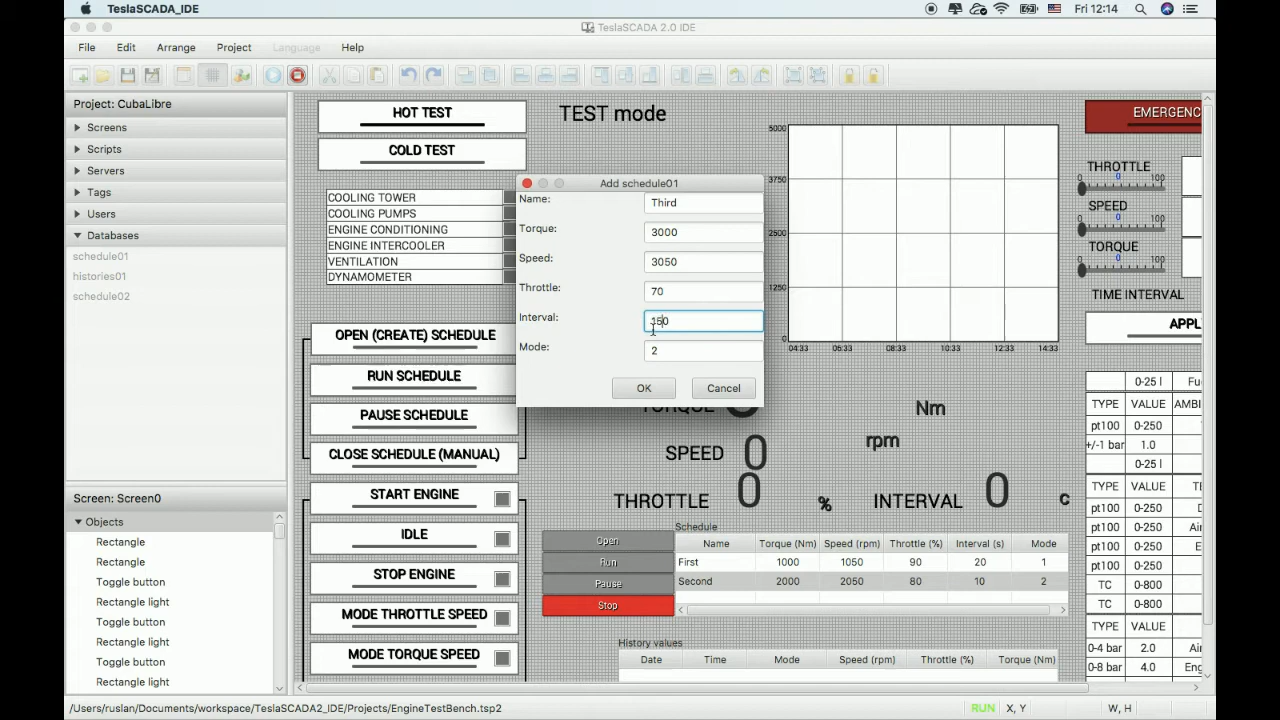 TeslaSCADA_IDE
Fri 12:14
TeslaSCADA 2.0 IDE
File Edit Arrange Project Language Help
Project: CubaLibre
Screens
Scripts
Servers
Tags
Users
Databases
schedule01
histories01
schedule02
Screen: Screen0
Objects
Rectangle
Rectangle
Toggle button
Rectangle light
Toggle button
Rectangle light
Toggle button
Rectangle light
HOT TEST
COLD TEST
TEST mode
COOLING TOWER
COOLING PUMPS
ENGINE CONDITIONING
ENGINE INTERCOOLER
VENTILATION
DYNAMOMETER
OPEN (CREATE) SCHEDULE
RUN SCHEDULE
PAUSE SCHEDULE
CLOSE SCHEDULE (MANUAL)
START ENGINE
IDLE
STOP ENGINE
MODE THROTTLE SPEED
MODE TORQUE SPEED
Add schedule01
Name: Third
Torque: 3000
Speed: 3050
Throttle: 70
Interval: 150
Mode: 2
OK Cancel
5000
3750
2500
1250
04:33 06:33 08:33 10:33 12:33 14:33
TORQUE 0 Nm
SPEED 0 rpm
THROTTLE 0 % INTERVAL 0 c
Open
Run
Pause
Stop
Schedule
Name Torque (Nm) Speed (rpm) Throttle (%) Interval (s) Mode
First 1000 1050 90 20 1
Second 2000 2050 80 10 2
History values
Date Time Mode Speed (rpm) Throttle (%) Torque (Nm)
EMERGENC
THROTTLE
0 0 100
SPEED
0 0 100
TORQUE
0 0 100
TIME INTERVAL
APPL
0-25 l Fu
TYPE VALUE AMBI
pt100 0-250
+/-1 bar 1.0
0-25 l
TYPE VALUE TI
pt100 0-250
pt100 0-250 Air
pt100 0-250 E
pt100 0-250
TC 0-800
TC 0-800
TYPE VALUE
0-4 bar 2.0 Air
0-8 bar 4.0 Eng
/Users/ruslan/Documents/workspace/TeslaSCADA2_IDE/Projects/EngineTestBench.tsp2
RUN X, Y W, H